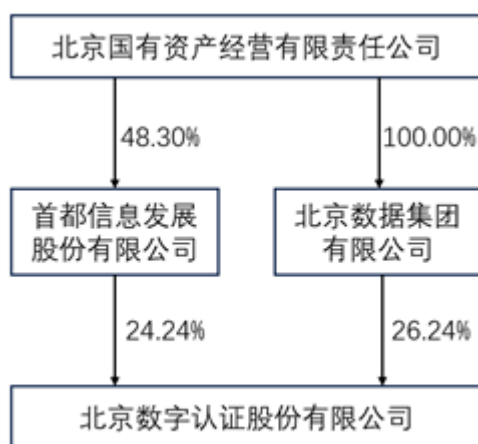 北京国有资产经营有限责任公司
48.30%
100.00%
首都信息发展
股份有限公司
北京数据集团
有限公司
24.24%
26.24%
北京数字认证股份有限公司